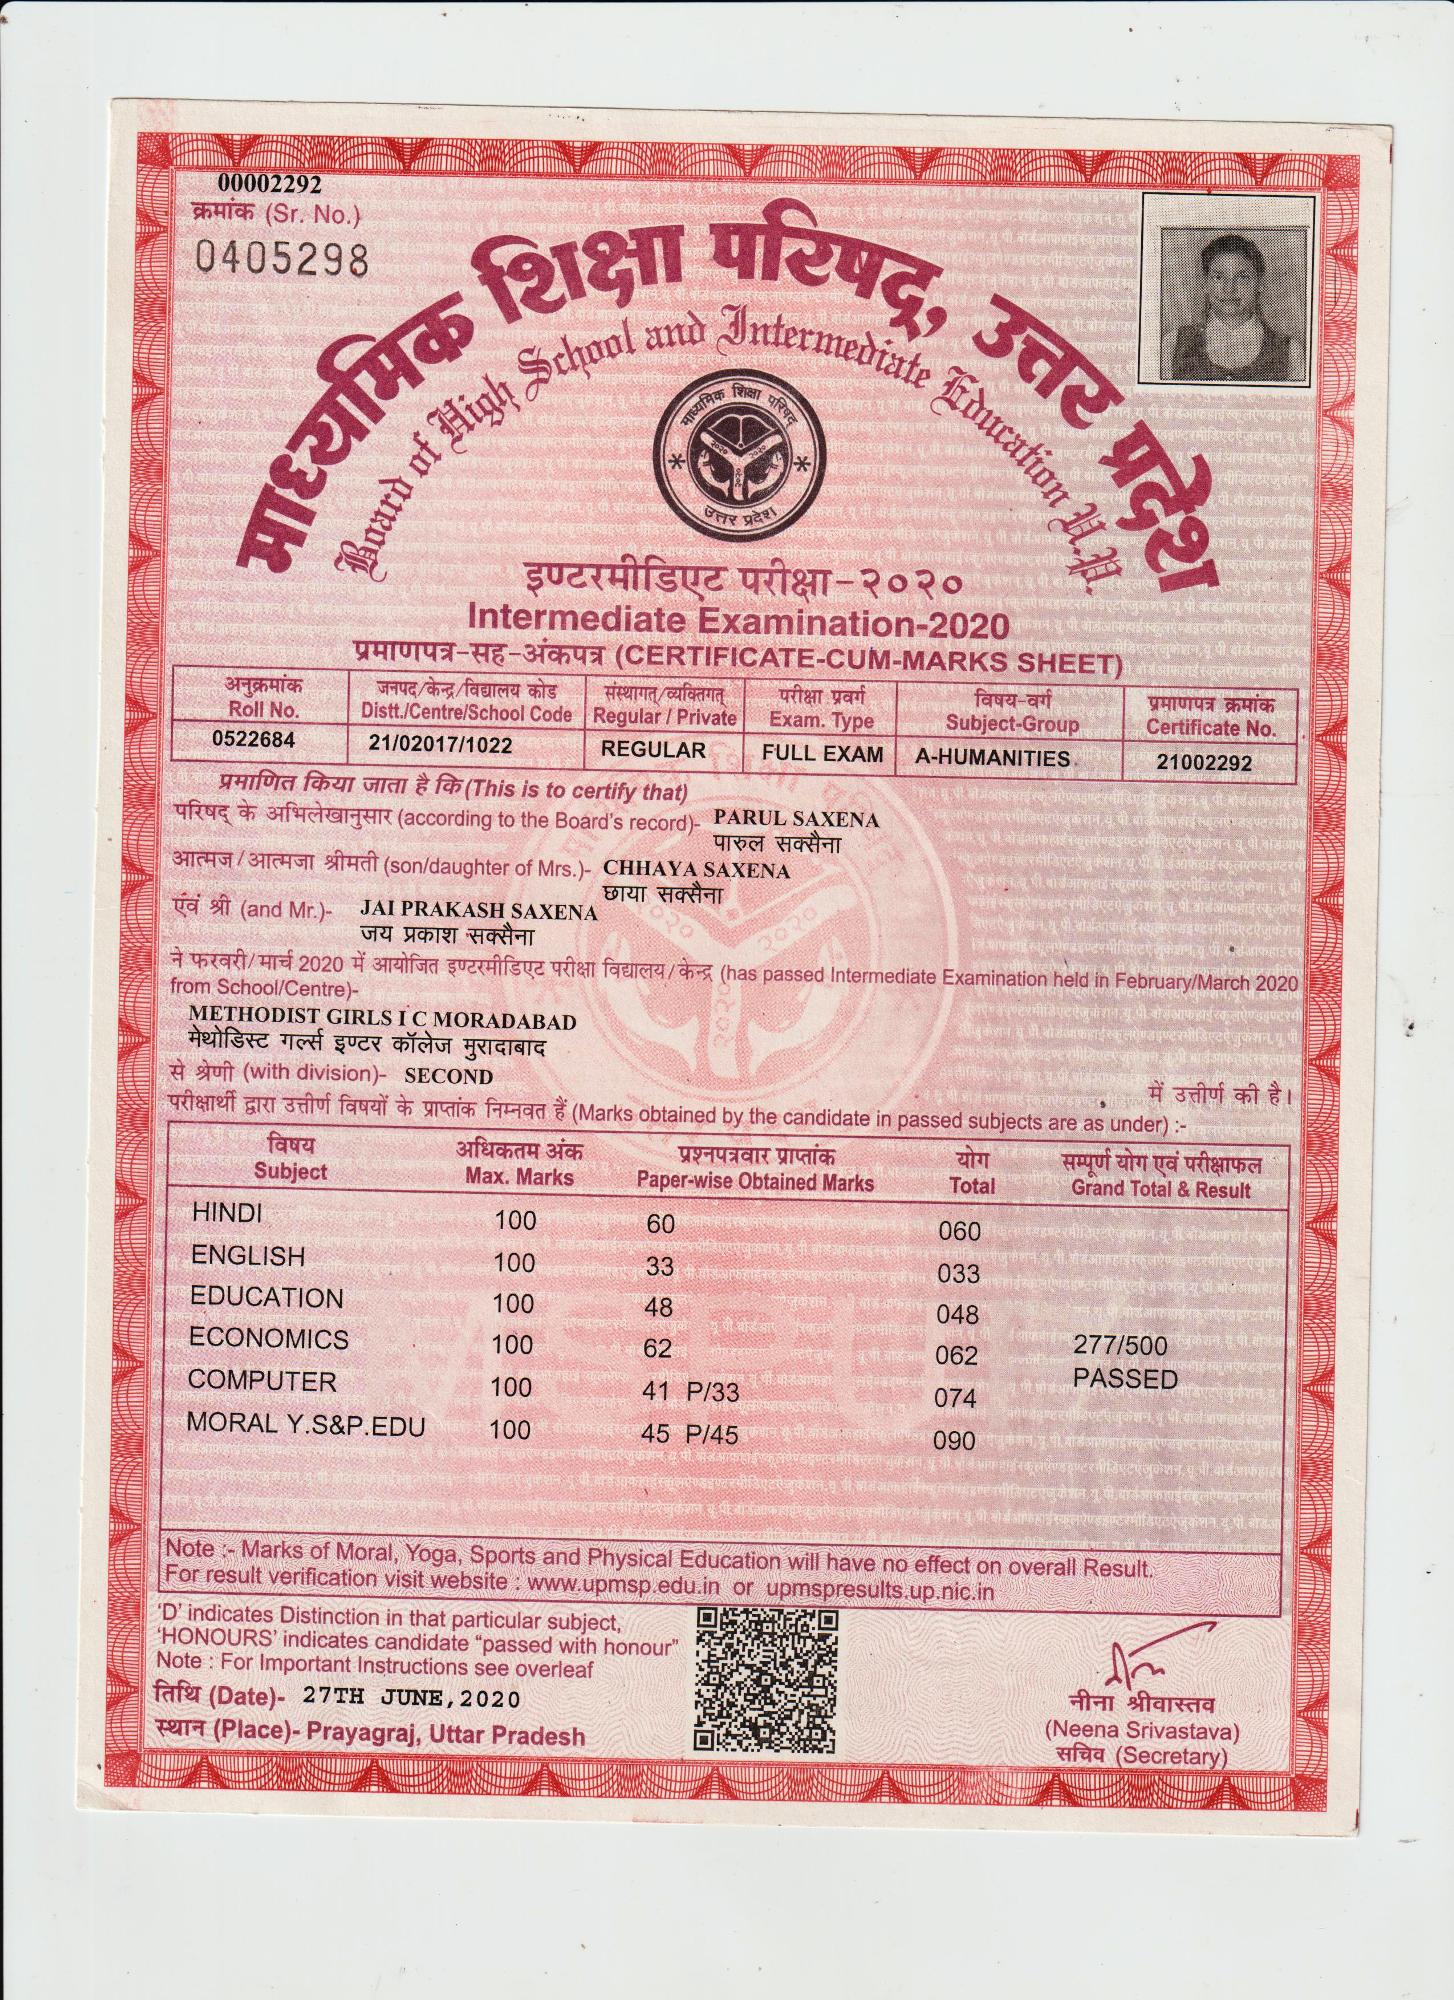 00002292
क्रमांक (Sr. No.)
0405298
माध्यमिक शिक्षा परिषद्, उत्तर प्रदेश
Board of High School and Intermediate Education U.P.
माध्यमिक शिक्षा परिषद
२०२० २०२०
२०२०
उत्तर प्रदेश
इण्टरमीडिएट परीक्षा-२०२०
Intermediate Examination-2020
प्रमाणपत्र-सह-अंकपत्र (CERTIFICATE-CUM-MARKS SHEET)
अनुक्रमांक जनपद/केन्द्र/विद्यालय कोड संस्थागत्/व्यक्तिगत् परीक्षा प्रवर्ग विषय-वर्ग प्रमाणपत्र क्रमांक
Roll No. Distt./Centre/School Code Regular / Private Exam. Type Subject-Group Certificate No.
0522684 21/02017/1022 REGULAR FULL EXAM A-HUMANITIES 21002292
प्रमाणित किया जाता है कि (This is to certify that)
परिषद् के अभिलेखानुसार (according to the Board's record)- PARUL SAXENA
पारुल सक्सैना
आत्मज/आत्मजा श्रीमती (son/daughter of Mrs.)- CHHAYA SAXENA
छाया सक्सैना
एंवं श्री (and Mr.)- JAI PRAKASH SAXENA
जय प्रकाश सक्सैना
ने फरवरी/मार्च 2020 में आयोजित इण्टरमीडिएट परीक्षा विद्यालय/केन्द्र (has passed Intermediate Examination held in February/March 2020
from School/Centre)-
METHODIST GIRLS I C MORADABAD
मेथोडिस्ट गर्ल्स इण्टर कॉलेज मुरादाबाद
से श्रेणी (with division)- SECOND में उत्तीर्ण की है।
परीक्षार्थी द्वारा उत्तीर्ण विषयों के प्राप्तांक निम्नवत हैं (Marks obtained by the candidate in passed subjects are as under) :-
विषय अधिकतम अंक प्रश्नपत्रवार प्राप्तांक योग सम्पूर्ण योग एवं परीक्षाफल
Subject Max. Marks Paper-wise Obtained Marks Total Grand Total & Result
HINDI 100 60 060
ENGLISH 100 33 033
EDUCATION 100 48 048
ECONOMICS 100 62 062 277/500
COMPUTER 100 41 P/33 074 PASSED
MORAL Y.S&P.EDU 100 45 P/45 090
Note :- Marks of Moral, Yoga, Sports and Physical Education will have no effect on overall Result.
For result verification visit website : www.upmsp.edu.in or upmspresults.up.nic.in
'D' indicates Distinction in that particular subject,
'HONOURS' indicates candidate "passed with honour"
Note : For Important Instructions see overleaf
तिथि (Date)- 27TH JUNE,2020
स्थान (Place)- Prayagraj, Uttar Pradesh
नीना श्रीवास्तव
(Neena Srivastava)
सचिव (Secretary)